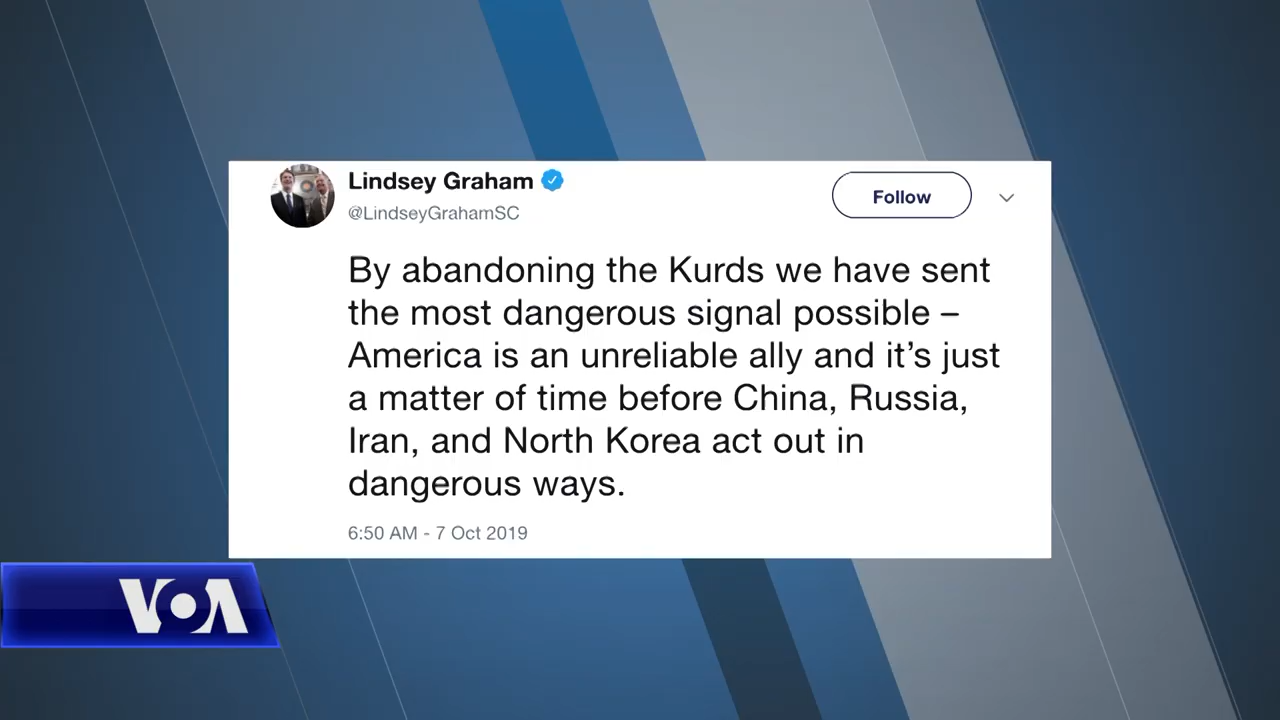 Lindsey Graham
@LindseyGrahamSC
Follow
By abandoning the Kurds we have sent
the most dangerous signal possible –
America is an unreliable ally and it’s just
a matter of time before China, Russia,
Iran, and North Korea act out in
dangerous ways.
6:50 AM - 7 Oct 2019
VOA